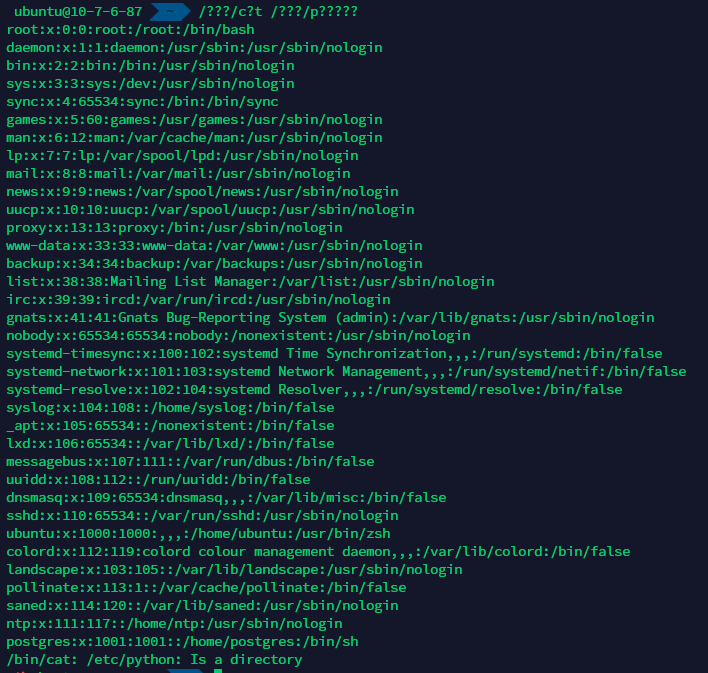 ubuntu@10-7-6-87 ~ /???/c?t /???/p?????
root:x:0:0:root:/root:/bin/bash
daemon:x:1:1:daemon:/usr/sbin:/usr/sbin/nologin
bin:x:2:2:bin:/bin:/usr/sbin/nologin
sys:x:3:3:sys:/dev:/usr/sbin/nologin
sync:x:4:65534:sync:/bin:/bin/sync
games:x:5:60:games:/usr/games:/usr/sbin/nologin
man:x:6:12:man:/var/cache/man:/usr/sbin/nologin
lp:x:7:7:lp:/var/spool/lpd:/usr/sbin/nologin
mail:x:8:8:mail:/var/mail:/usr/sbin/nologin
news:x:9:9:news:/var/spool/news:/usr/sbin/nologin
uucp:x:10:10:uucp:/var/spool/uucp:/usr/sbin/nologin
proxy:x:13:13:proxy:/bin:/usr/sbin/nologin
www-data:x:33:33:www-data:/var/www:/usr/sbin/nologin
backup:x:34:34:backup:/var/backups:/usr/sbin/nologin
list:x:38:38:Mailing List Manager:/var/list:/usr/sbin/nologin
irc:x:39:39:ircd:/var/run/ircd:/usr/sbin/nologin
gnats:x:41:41:Gnats Bug-Reporting System (admin):/var/lib/gnats:/usr/sbin/nologin
nobody:x:65534:65534:nobody:/nonexistent:/usr/sbin/nologin
systemd-timesync:x:100:102:systemd Time Synchronization,,,:/run/systemd:/bin/false
systemd-network:x:101:103:systemd Network Management,,,:/run/systemd/netif:/bin/false
systemd-resolve:x:102:104:systemd Resolver,,,:/run/systemd/resolve:/bin/false
syslog:x:104:108::/home/syslog:/bin/false
_apt:x:105:65534::/nonexistent:/bin/false
lxd:x:106:65534::/var/lib/lxd/:/bin/false
messagebus:x:107:111::/var/run/dbus:/bin/false
uuidd:x:108:112::/run/uuidd:/bin/false
dnsmasq:x:109:65534:dnsmasq,,,:/var/lib/misc:/bin/false
sshd:x:110:65534::/var/run/sshd:/usr/sbin/nologin
ubuntu:x:1000:1000:,,,:/home/ubuntu:/usr/bin/zsh
colord:x:112:119:colord colour management daemon,,,:/var/lib/colord:/bin/false
landscape:x:103:105::/var/lib/landscape:/usr/sbin/nologin
pollinate:x:113:1::/var/cache/pollinate:/bin/false
saned:x:114:120::/var/lib/saned:/usr/sbin/nologin
ntp:x:111:117::/home/ntp:/usr/sbin/nologin
postgres:x:1001:1001::/home/postgres:/bin/sh
/bin/cat: /etc/python: Is a directory